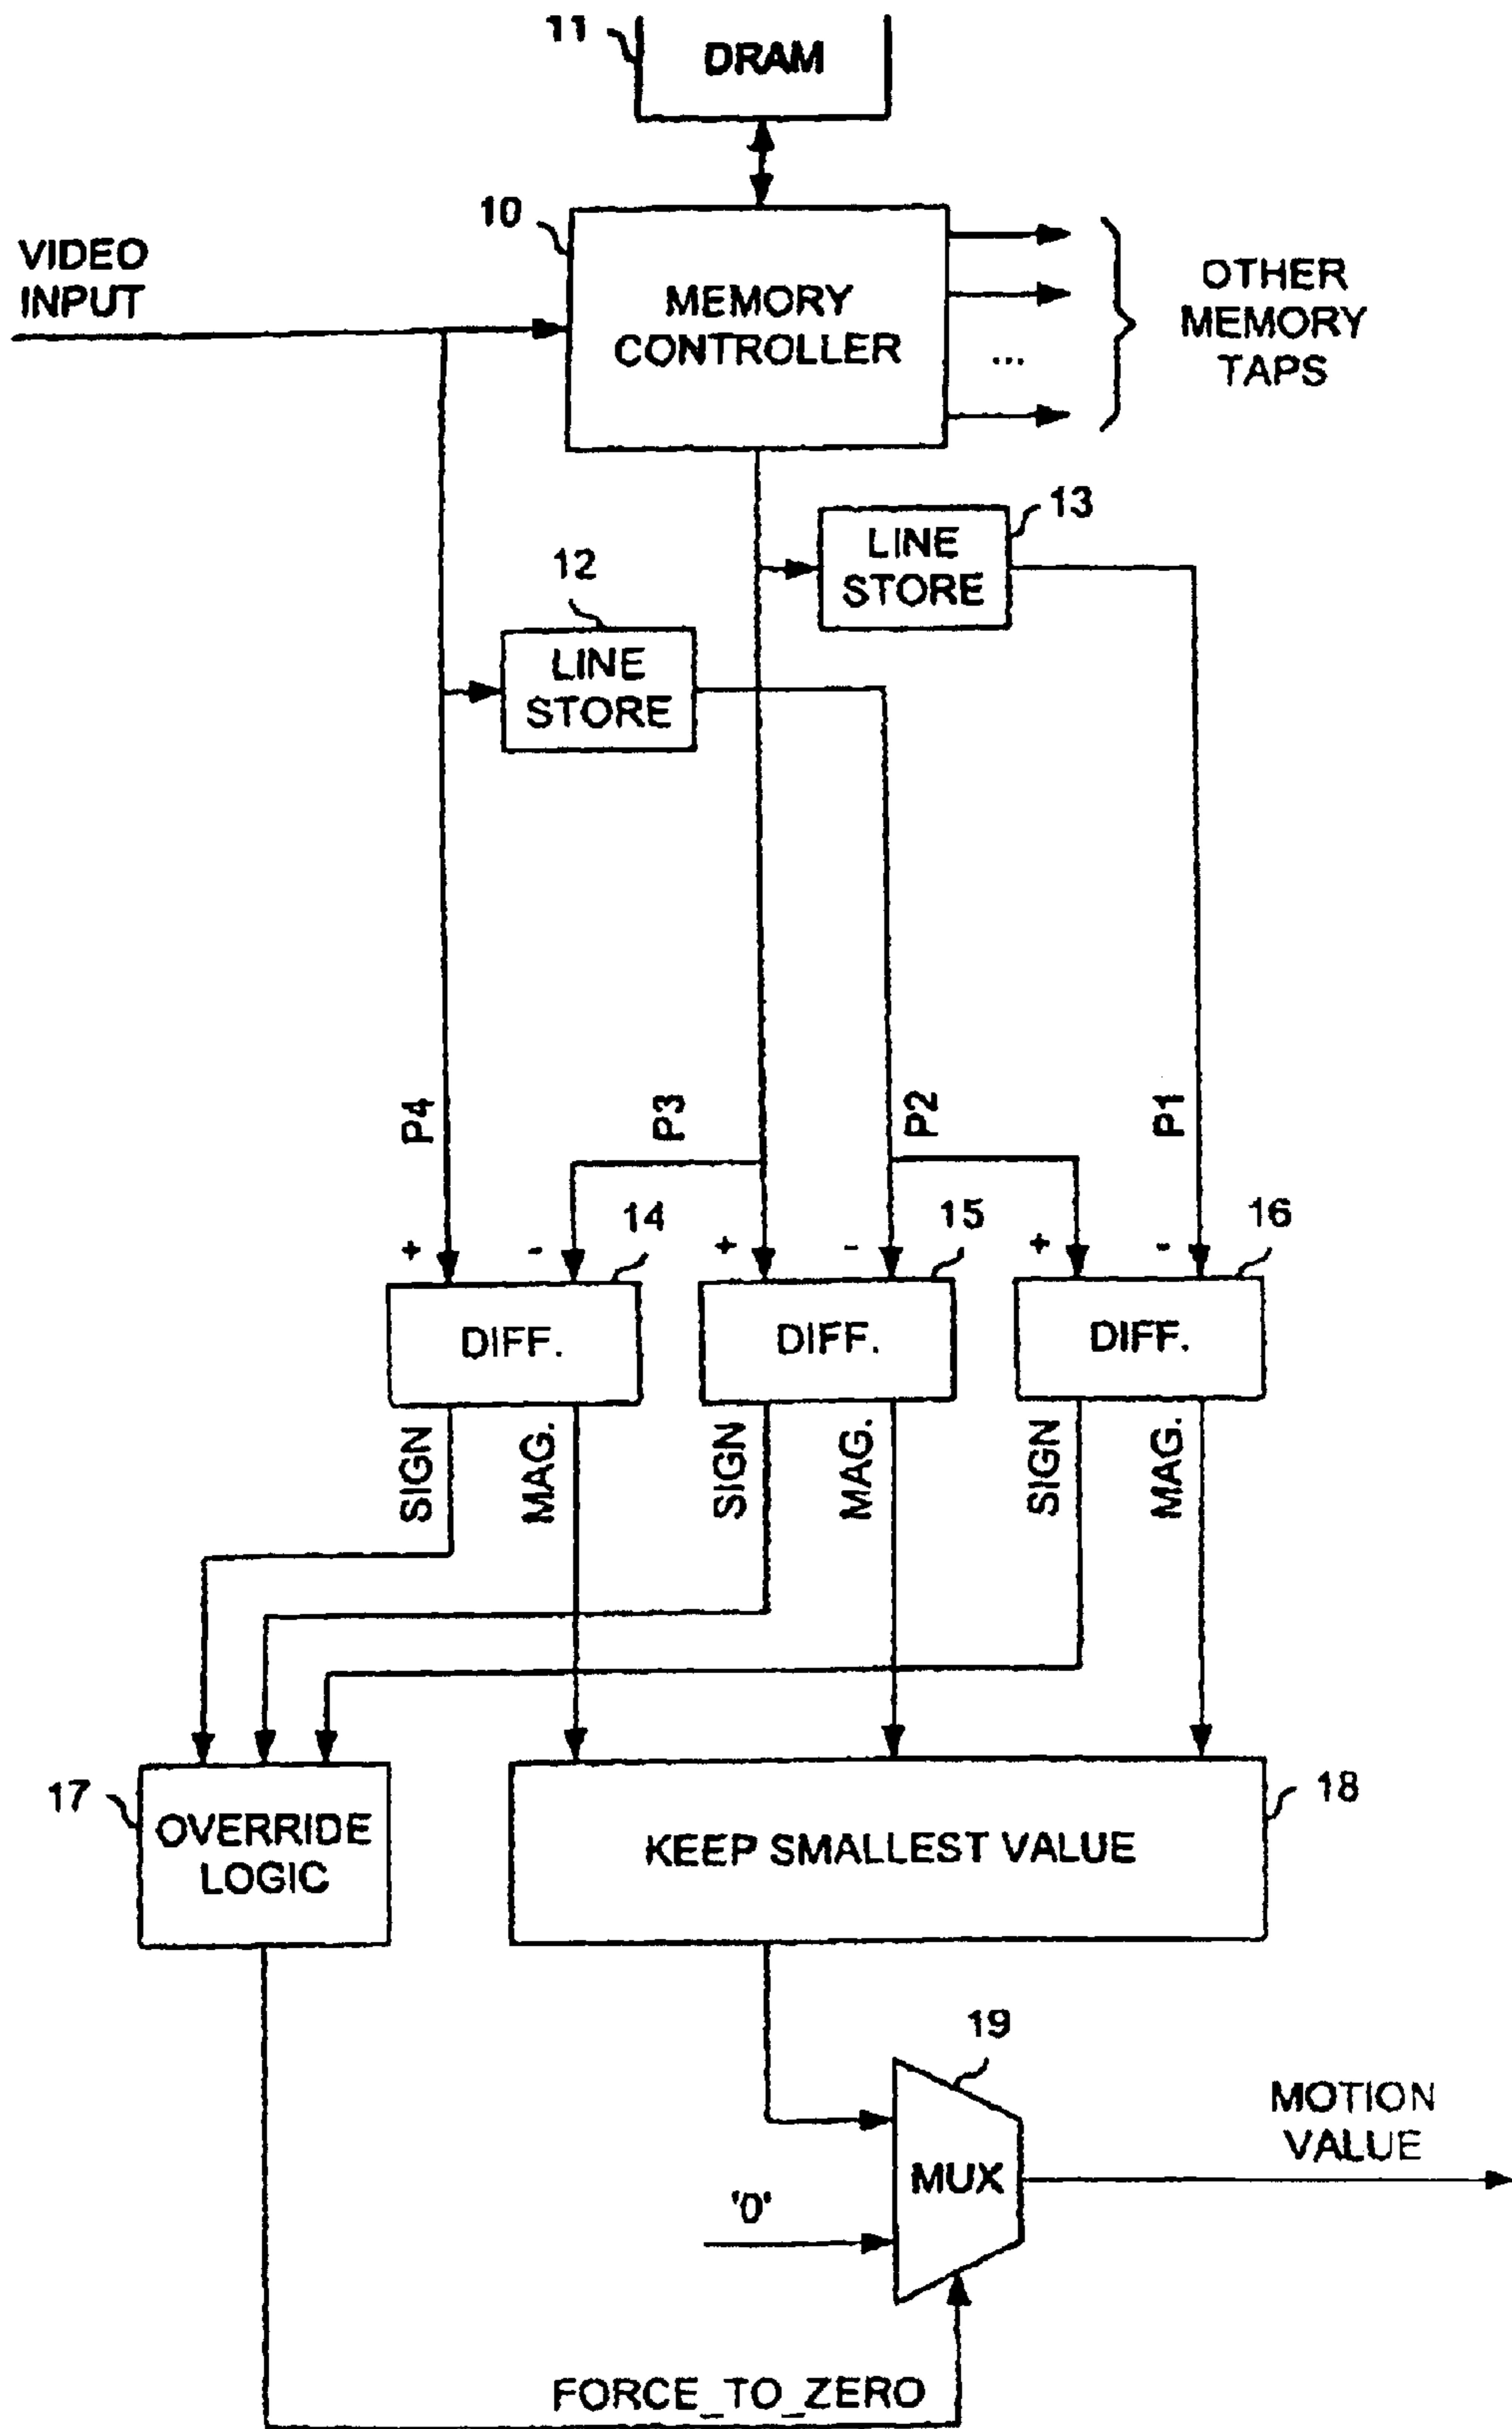 11
DRAM
10
VIDEO
INPUT
MEMORY
CONTROLLER
...
OTHER
MEMORY
TAPS
13
LINE
STORE
12
LINE
STORE
P4
P3
P2
P1
14
15
16
+
-
+
-
+
-
DIFF.
DIFF.
DIFF.
SIGN
MAG.
SIGN
MAG.
SIGN
MAG.
17
OVERRIDE
LOGIC
18
KEEP SMALLEST VALUE
19
MUX
'0'
MOTION
VALUE
FORCE_TO_ZERO